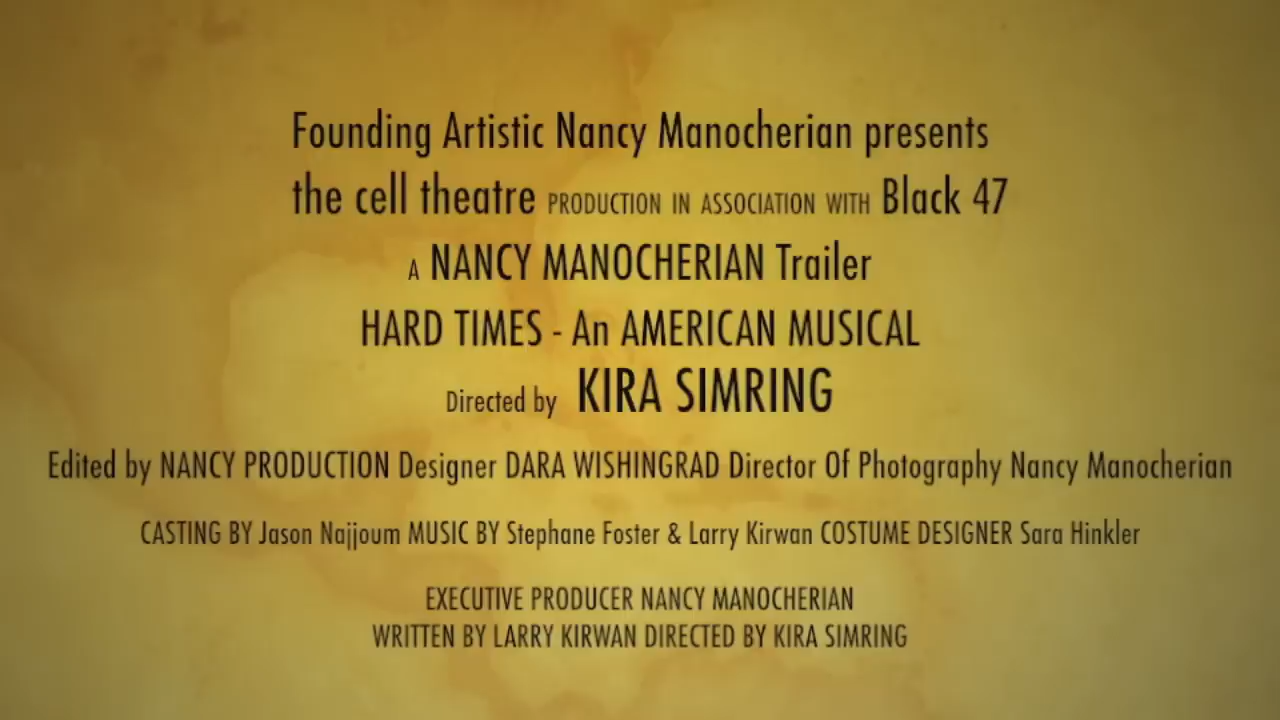 Founding Artistic Nancy Manocherian presents
the cell theatre PRODUCTION IN ASSOCIATION WITH Black 47
A NANCY MANOCHERIAN Trailer
HARD TIMES - An AMERICAN MUSICAL
Directed by KIRA SIMRING
Edited by NANCY PRODUCTION Designer DARA WISHINGRAD Director Of Photography Nancy Manocherian
CASTING BY Jason Najjoum MUSIC BY Stephane Foster & Larry Kirwan COSTUME DESIGNER Sara Hinkler
EXECUTIVE PRODUCER NANCY MANOCHERIAN
WRITTEN BY LARRY KIRWAN DIRECTED BY KIRA SIMRING